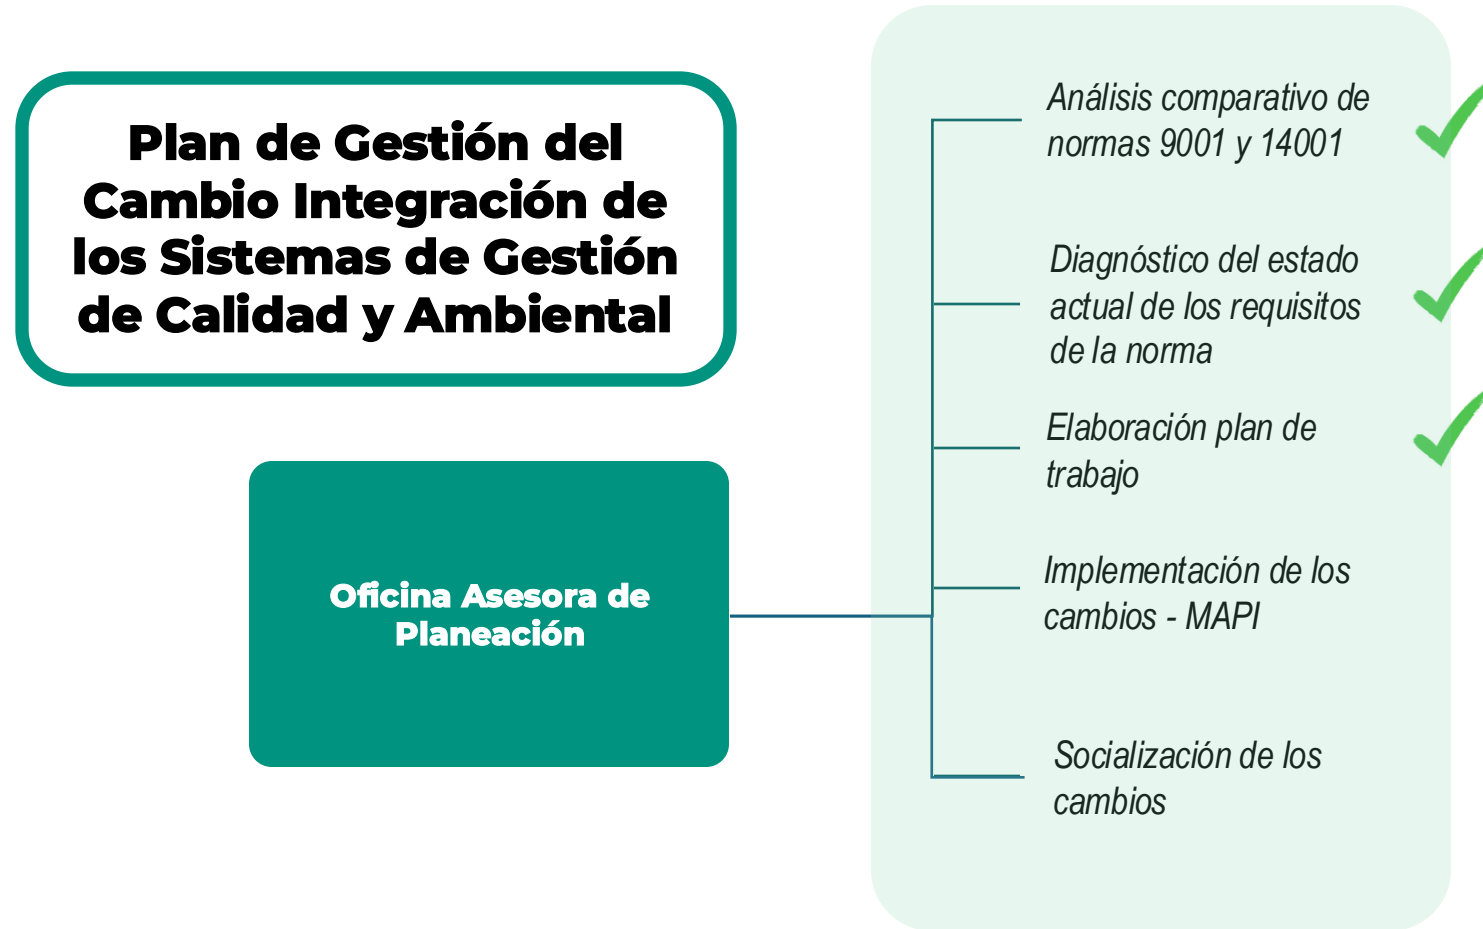 Plan de Gestión del
Cambio Integración de
los Sistemas de Gestión
de Calidad y Ambiental
Oficina Asesora de
Planeación
Análisis comparativo de
normas 9001 y 14001
Diagnóstico del estado
actual de los requisitos
de la norma
Elaboración plan de
trabajo
Implementación de los
cambios - MAPI
Socialización de los
cambios